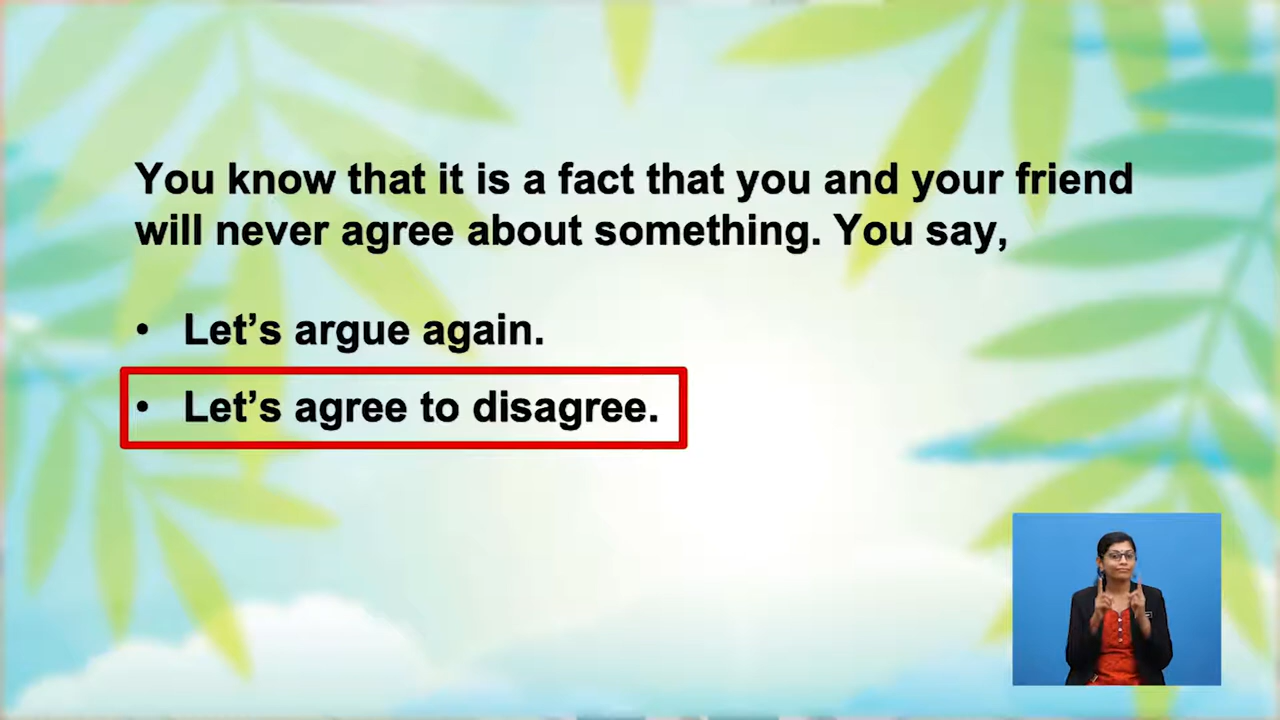 You know that it is a fact that you and your friend
will never agree about something. You say,
• Let’s argue again.
• Let’s agree to disagree.